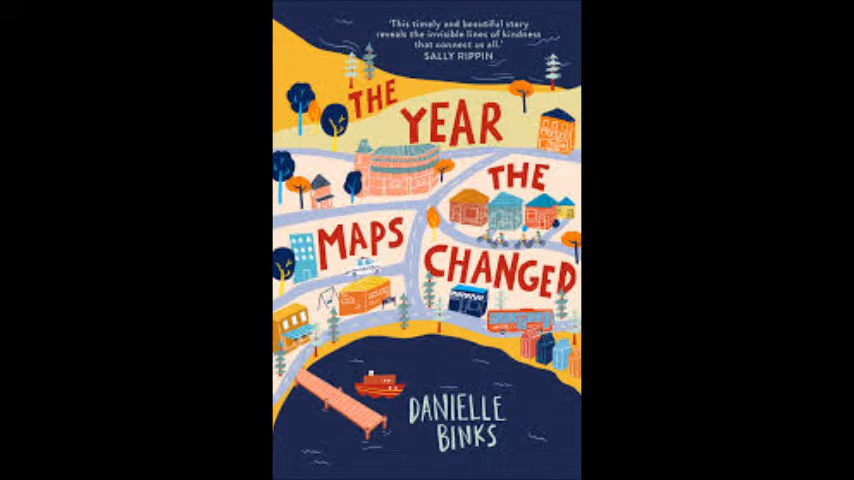 'This timely and beautiful story
reveals the invisible lines of kindness
that connect us all.'
SALLY RIPPIN
THE
YEAR
THE
MAPS
CHANGED
DANIELLE
BINKS